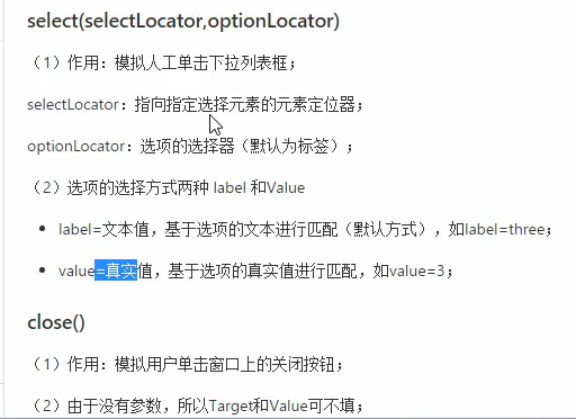 select(selectLocator,optionLocator)
（1）作用：模拟人工单击下拉列表框；
selectLocator：指向指定选择元素的元素定位器；
optionLocator：选项的选择器（默认为标签）；
（2）选项的选择方式两种 label 和Value
• label=文本值，基于选项的文本进行匹配（默认方式）,如label=three；
• value=真实值，基于选项的真实值进行匹配，如value=3；
close()
（1）作用：模拟用户单击窗口上的关闭按钮；
（2）由于没有参数，所以Target和Value可不填；